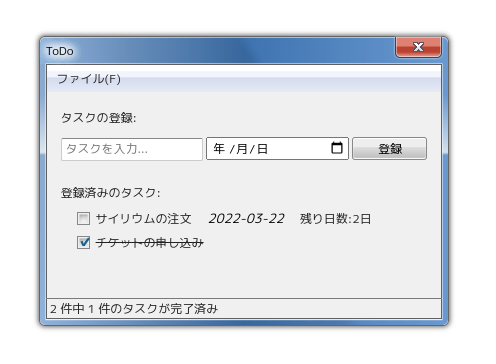 ToDo
ファイル(F)
タスクの登録:
タスクを入力... 年 /月/日 登録
登録済みのタスク:
サイリウムの注文 2022-03-22 残り日数:2日
チケットの申し込み
2 件中 1 件のタスクが完了済み